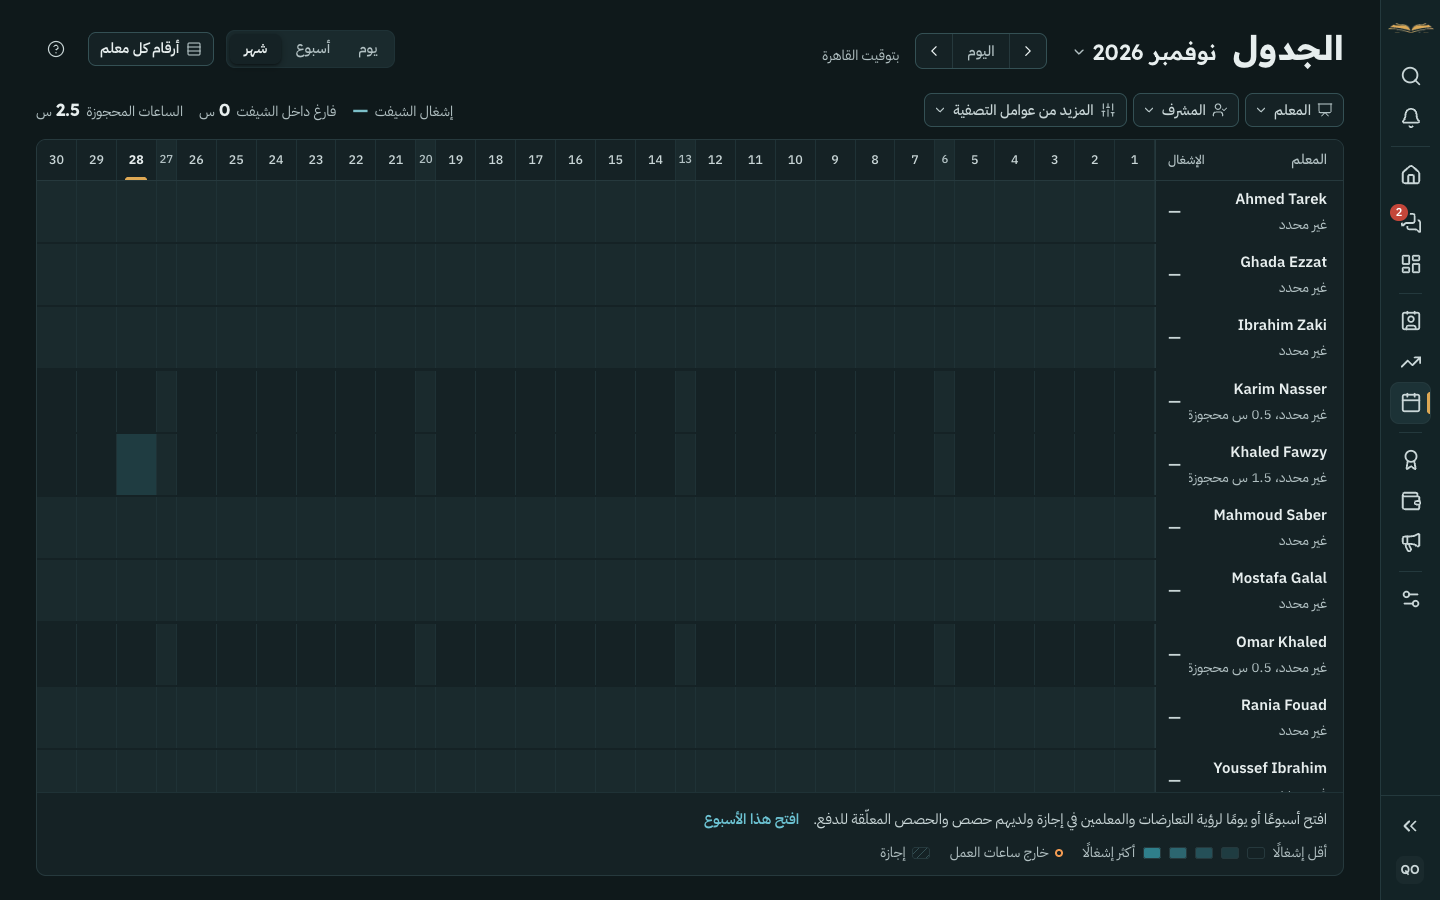 الجدول نوفمبر 2026 اليوم بتوقيت القاهرة يوم أسبوع شهر أرقام كل معلم
المعلم المشرف المزيد من عوامل التصفية إشغال الشيفت — فارغ داخل الشيفت 0 س الساعات المحجوزة 2.5 س
المعلم الإشغال 1 2 3 4 5 6 7 8 9 10 11 12 13 14 15 16 17 18 19 20 21 22 23 24 25 26 27 28 29 30
Ahmed Tarek
غير محدد
—
Ghada Ezzat
غير محدد
—
Ibrahim Zaki
غير محدد
—
Karim Nasser
غير محدد، 0.5 س محجوزة
—
Khaled Fawzy
غير محدد، 1.5 س محجوزة
—
Mahmoud Saber
غير محدد
—
Mostafa Galal
غير محدد
—
Omar Khaled
غير محدد، 0.5 س محجوزة
—
Rania Fouad
غير محدد
—
Youssef Ibrahim
—
افتح أسبوعًا أو يومًا لرؤية التعارضات والمعلمين في إجازة ولديهم حصص والحصص المعلّقة للدفع. افتح هذا الأسبوع
أقل إشغالًا أكثر إشغالًا خارج ساعات العمل إجازة
2
QO